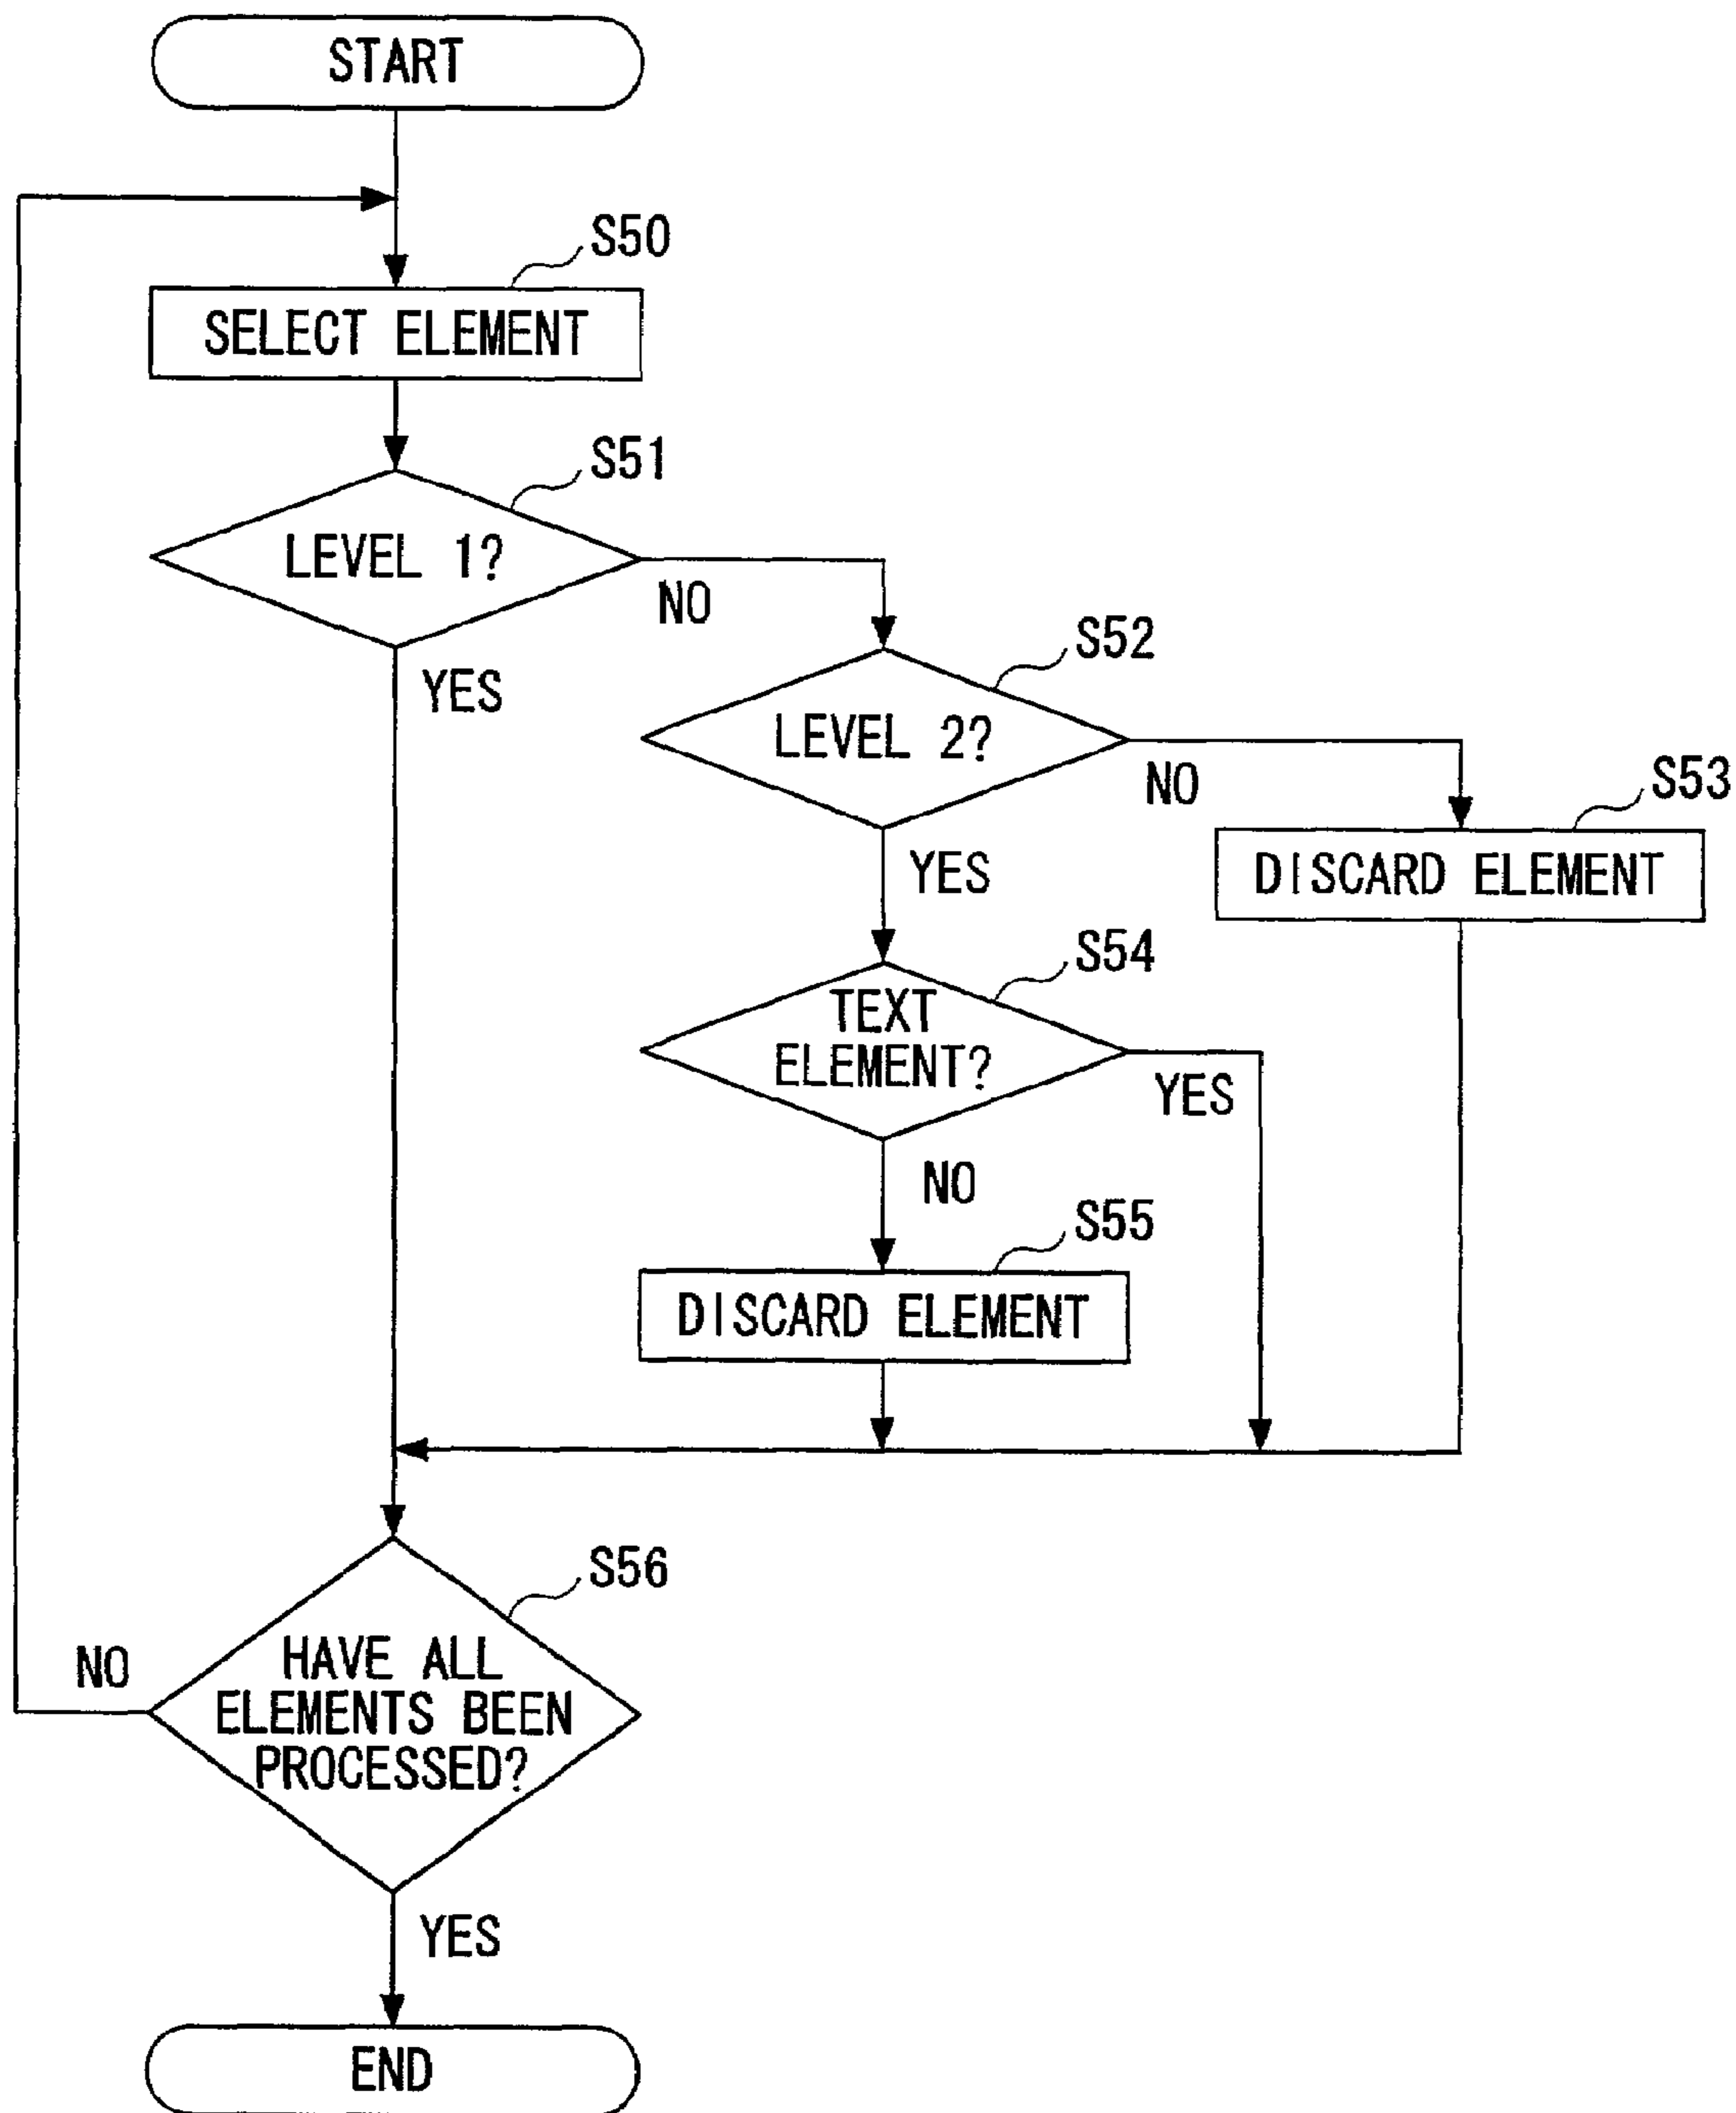 START
S50
SELECT ELEMENT
S51
LEVEL 1?
NO
YES
S52
LEVEL 2?
NO
YES
S53
DISCARD ELEMENT
S54
TEXT
ELEMENT?
YES
NO
S55
DISCARD ELEMENT
S56
HAVE ALL
ELEMENTS BEEN
PROCESSED?
NO
YES
END